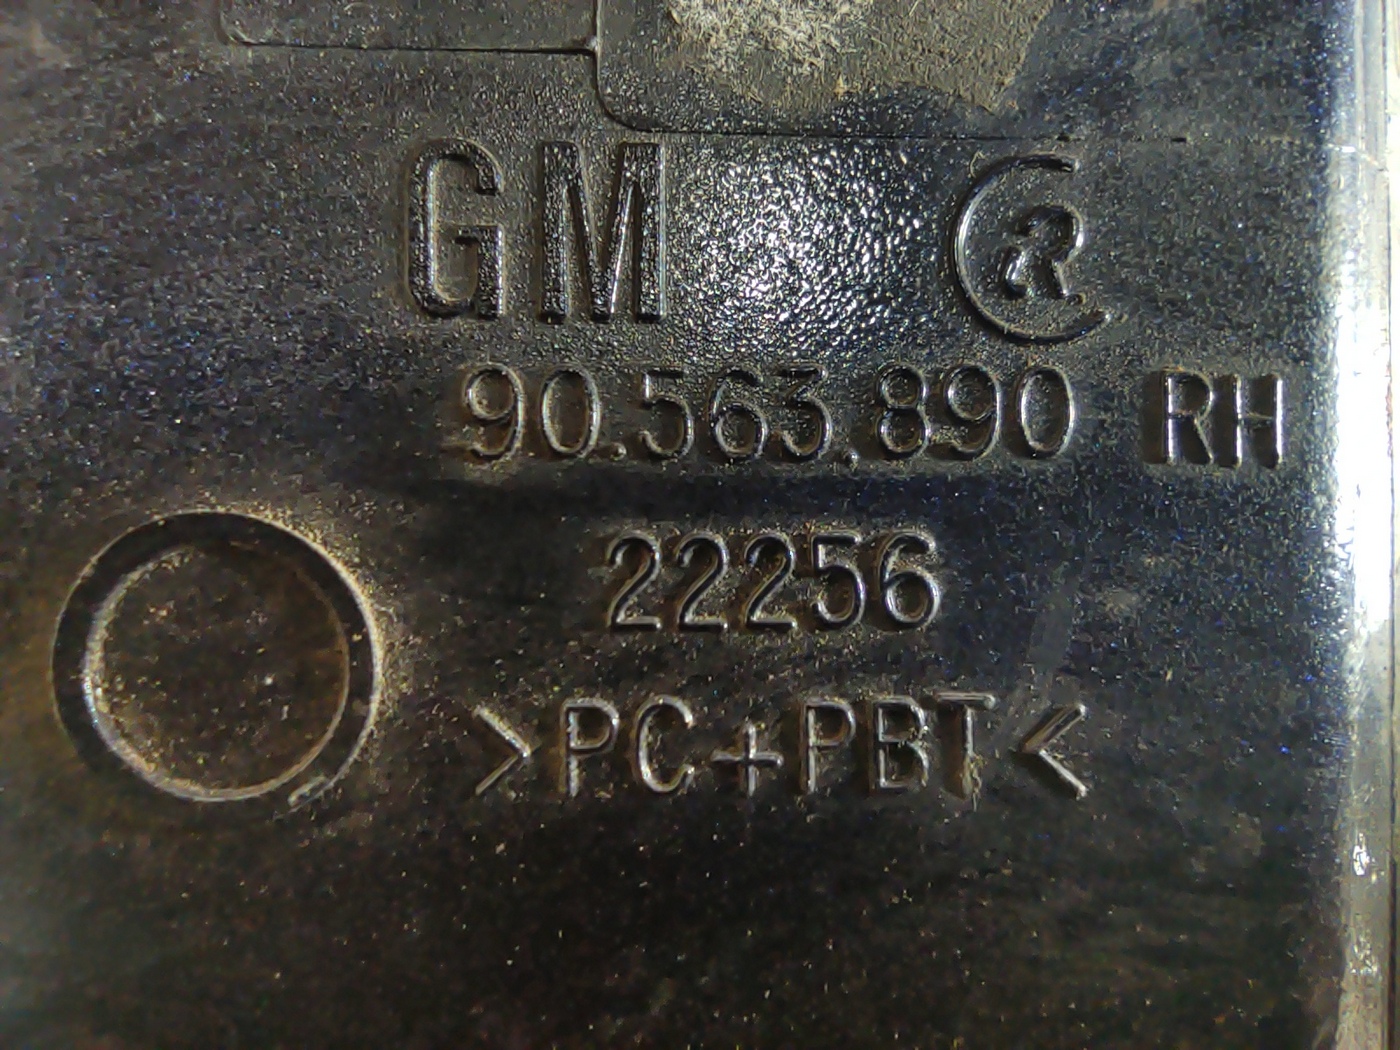 GM
90.563.890 RH
22256
>PC+PBT<